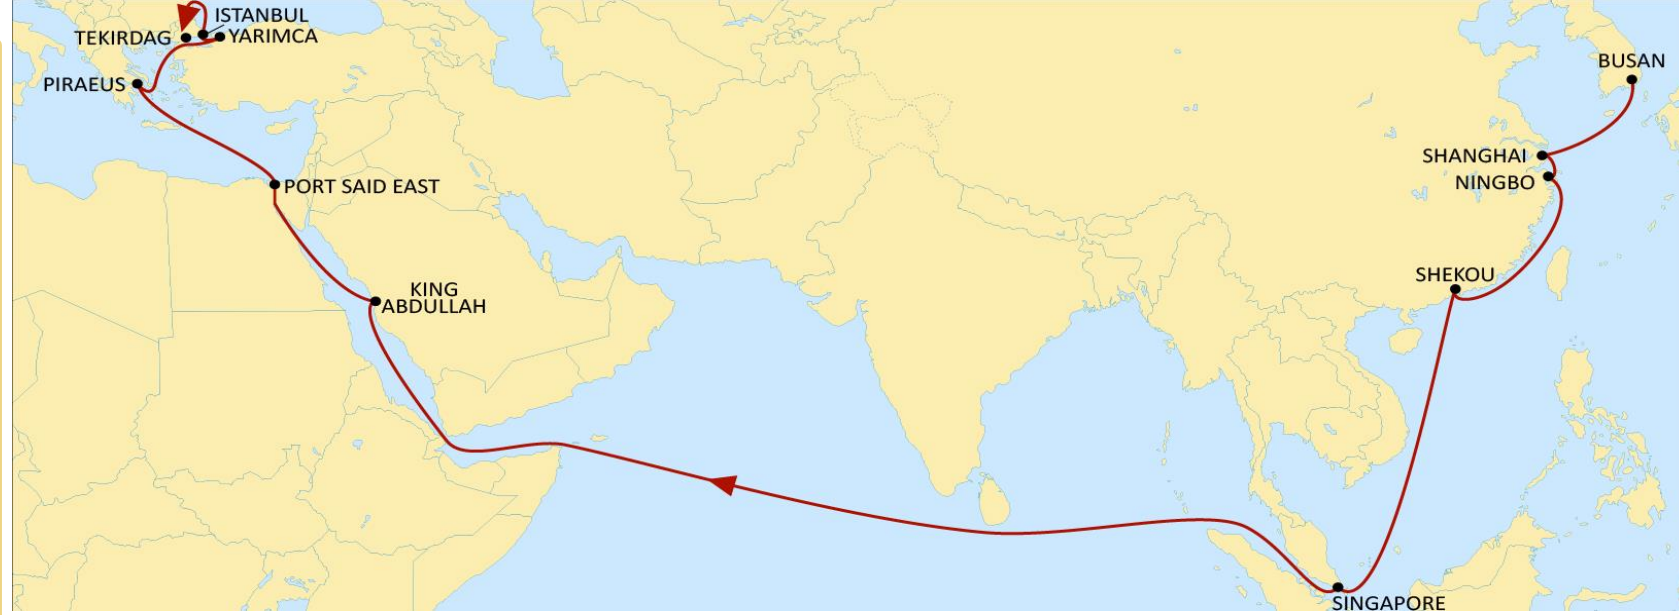 ISTANBUL
TEKIRDAG
YARIMCA
PIRAEUS
BUSAN
SHANGHAI
NINGBO
PORT SAID EAST
SHEKOU
KING
ABDULLAH
SINGAPORE